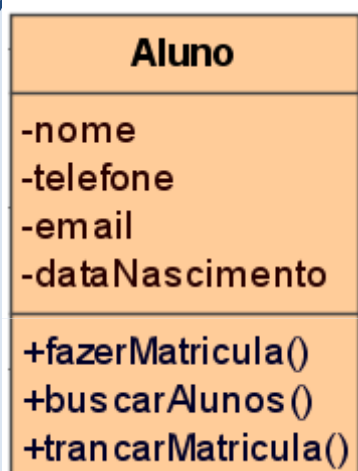 Aluno
-nome
-telefone
-email
-dataNascimento
+fazerMatricula()
+buscarAlunos()
+trancarMatricula()